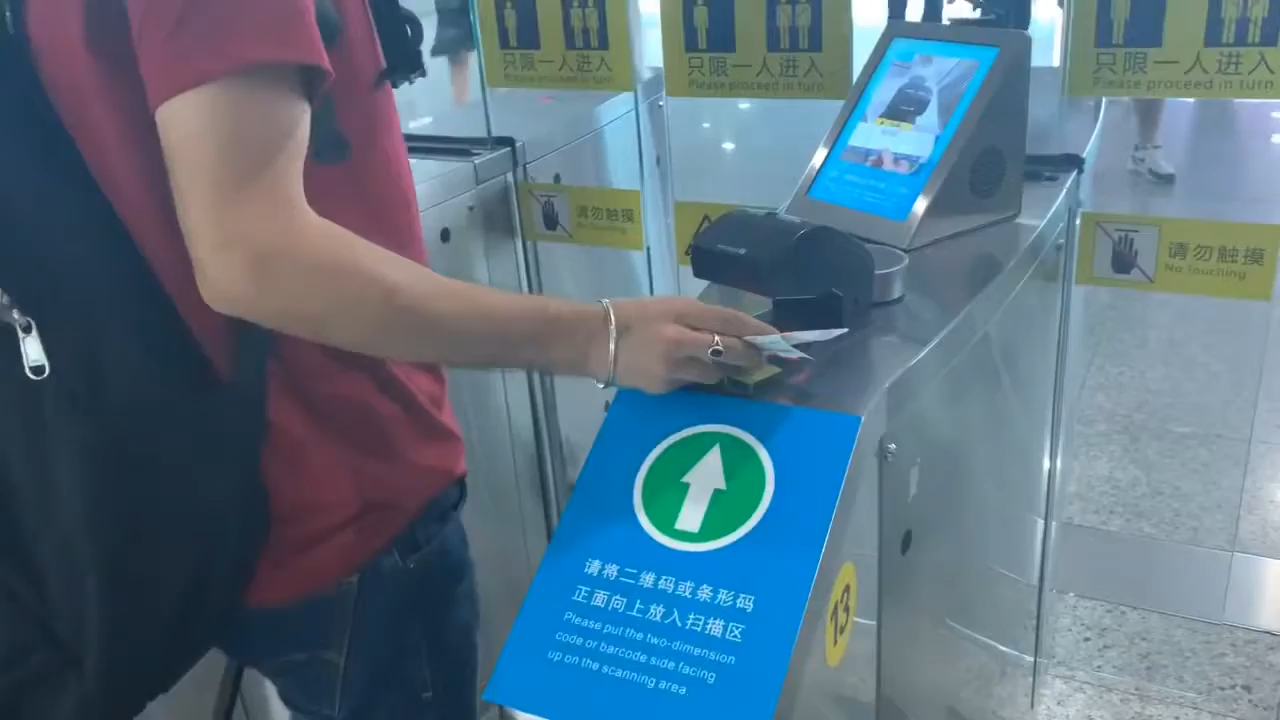 只限一人进入
Please proceed in turn
只限一人进入
Please proceed in turn
只限一人进入
Please proceed in turn
请勿触摸
No touching
请勿触摸
No touching
请将二维码或条形码
正面向上放入扫描区
Please put the two-dimension
code or barcode side facing
up on the scanning area.
13